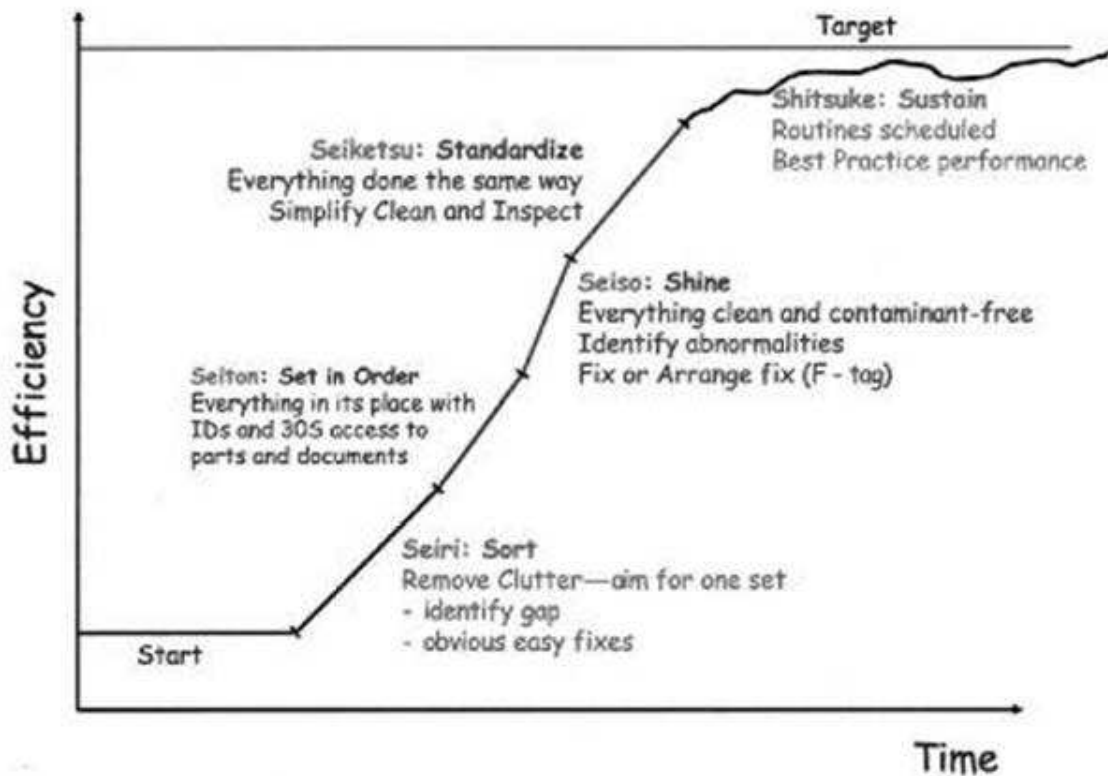 Target
Shitsuke: Sustain
Routines scheduled
Best Practice performance
Seiketsu: Standardize
Everything done the same way
Simplify Clean and Inspect
Seiso: Shine
Everything clean and contaminant-free
Identify abnormalities
Fix or Arrange fix (F - tag)
Seiton: Set in Order
Everything in its place with
IDs and 30S access to
parts and documents
Seiri: Sort
Remove Clutter—aim for one set
- identify gap
- obvious easy fixes
Start
Efficiency
Time